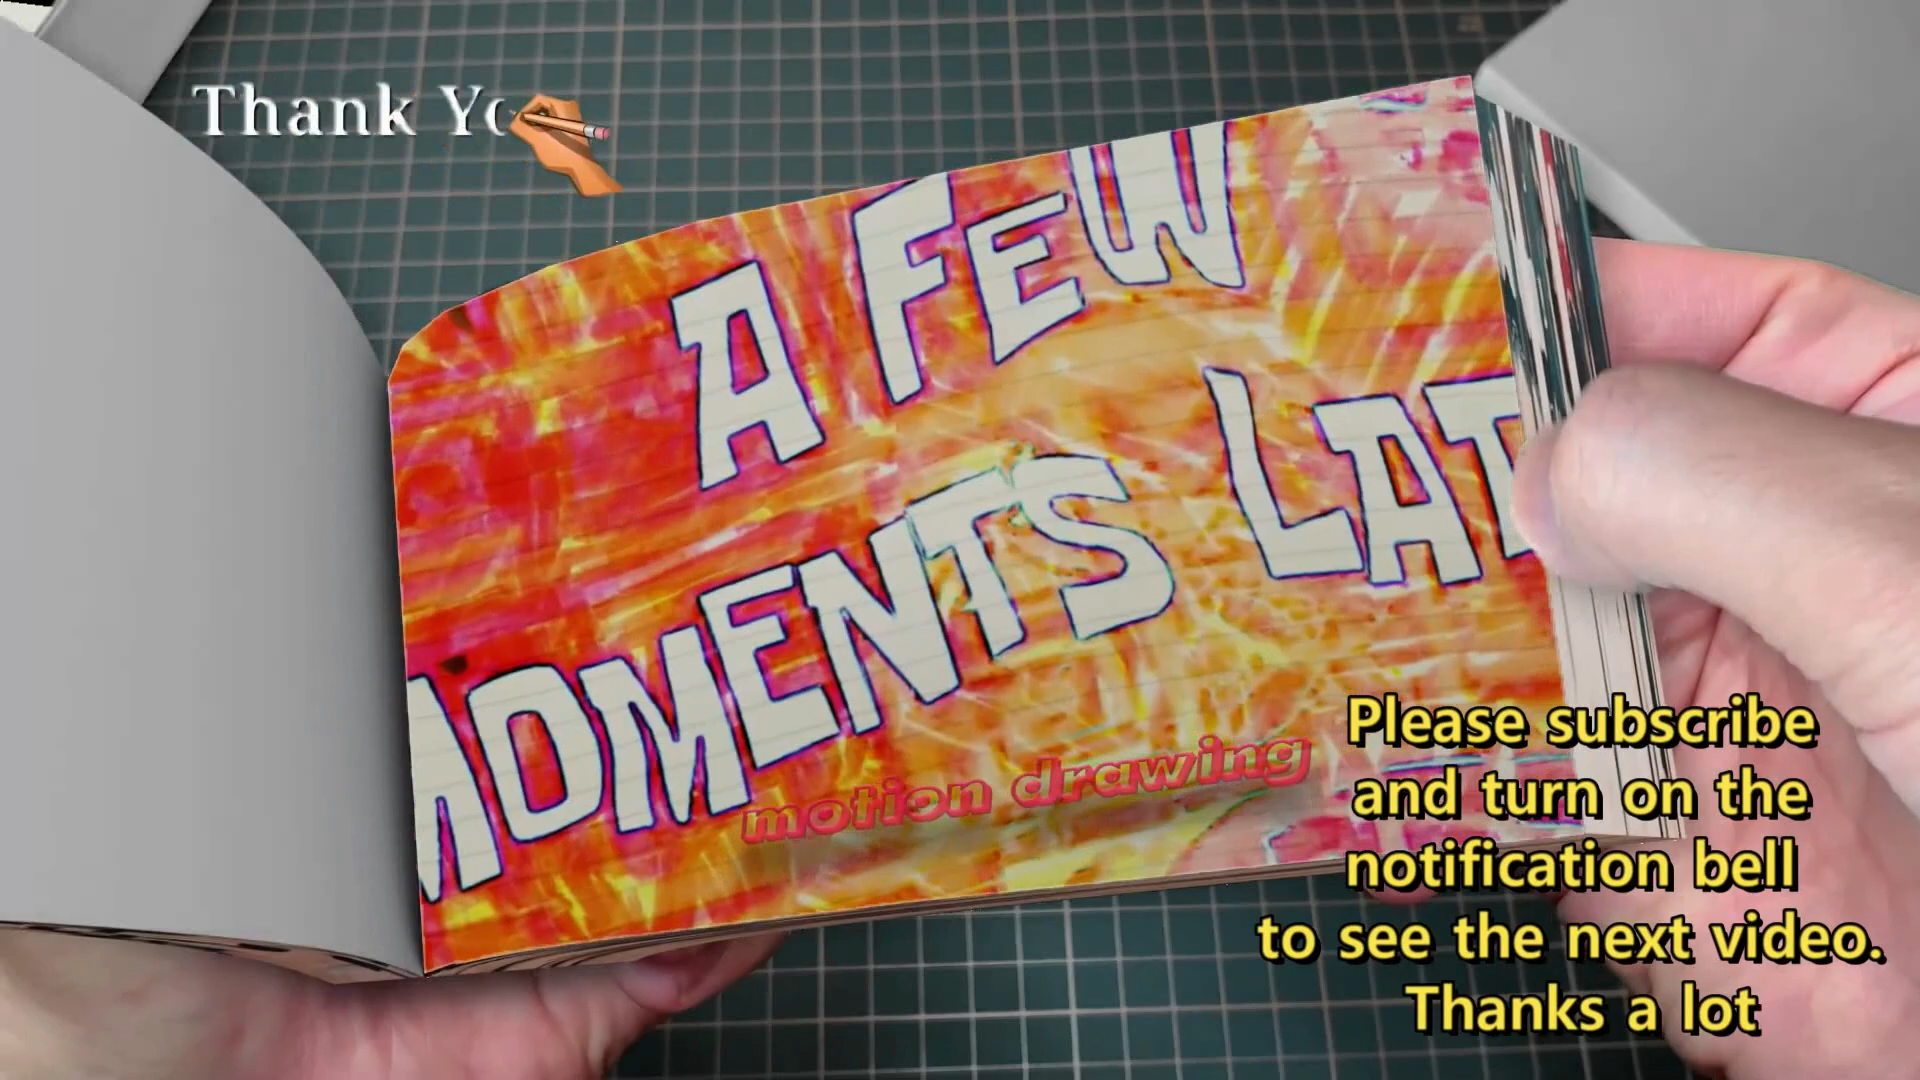 Thank Yo
A FEW
MOMENTS LAT
motion drawing
Please subscribe
and turn on the
notification bell
to see the next video.
Thanks a lot